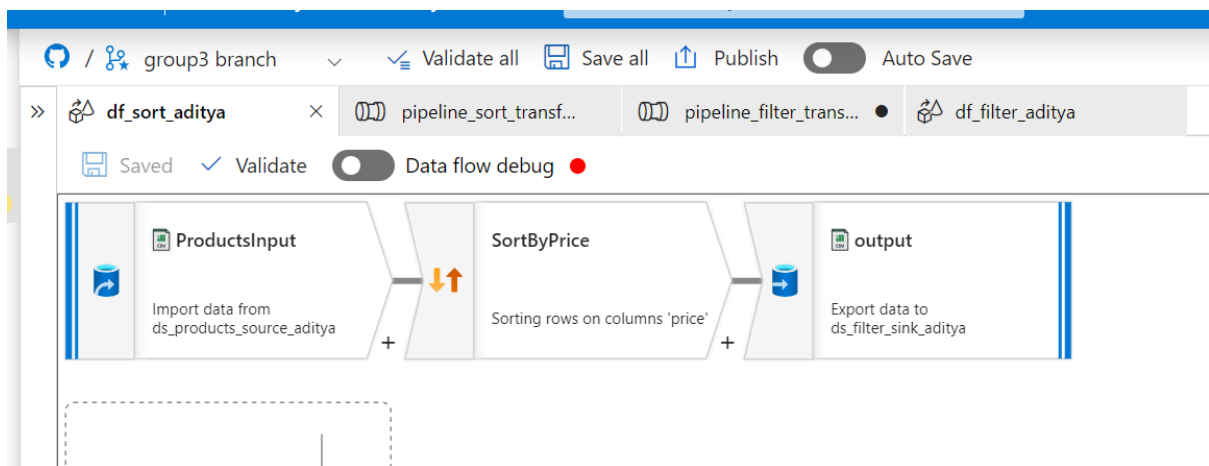 / group3 branch Validate all Save all Publish Auto Save
» df_sort_aditya × pipeline_sort_transf... pipeline_filter_trans... ● df_filter_aditya
Saved Validate Data flow debug
ProductsInput SortByPrice output
Import data from
ds_products_source_aditya
Sorting rows on columns 'price'
Export data to
ds_filter_sink_aditya
+ +